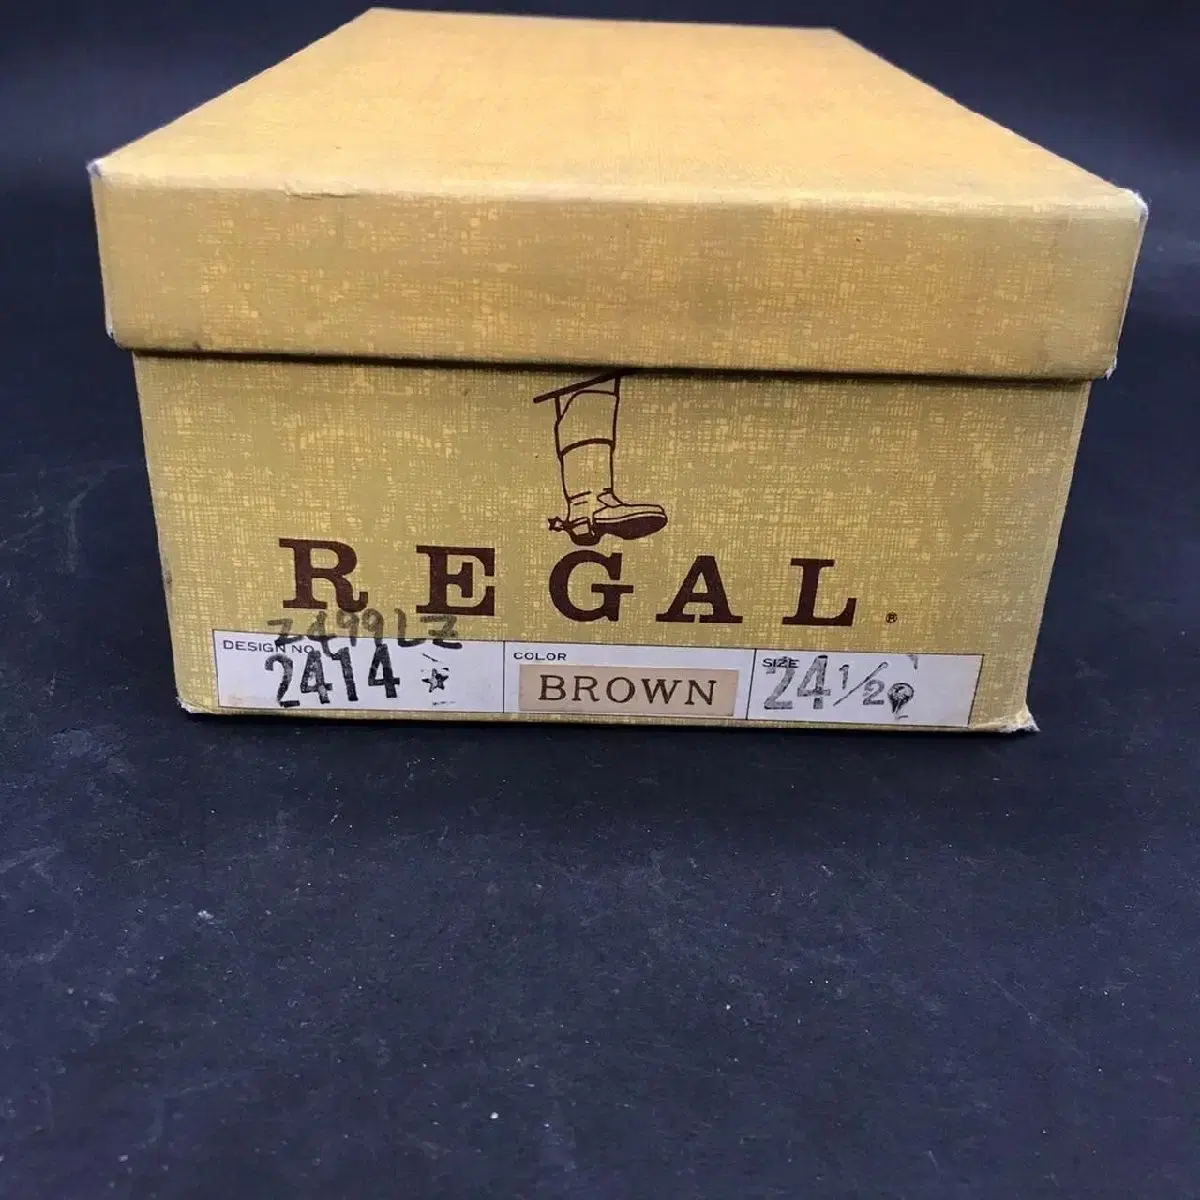 REGAL®
DESIGN NO. 2414 ☆ COLOR BROWN SIZE 24 1/2